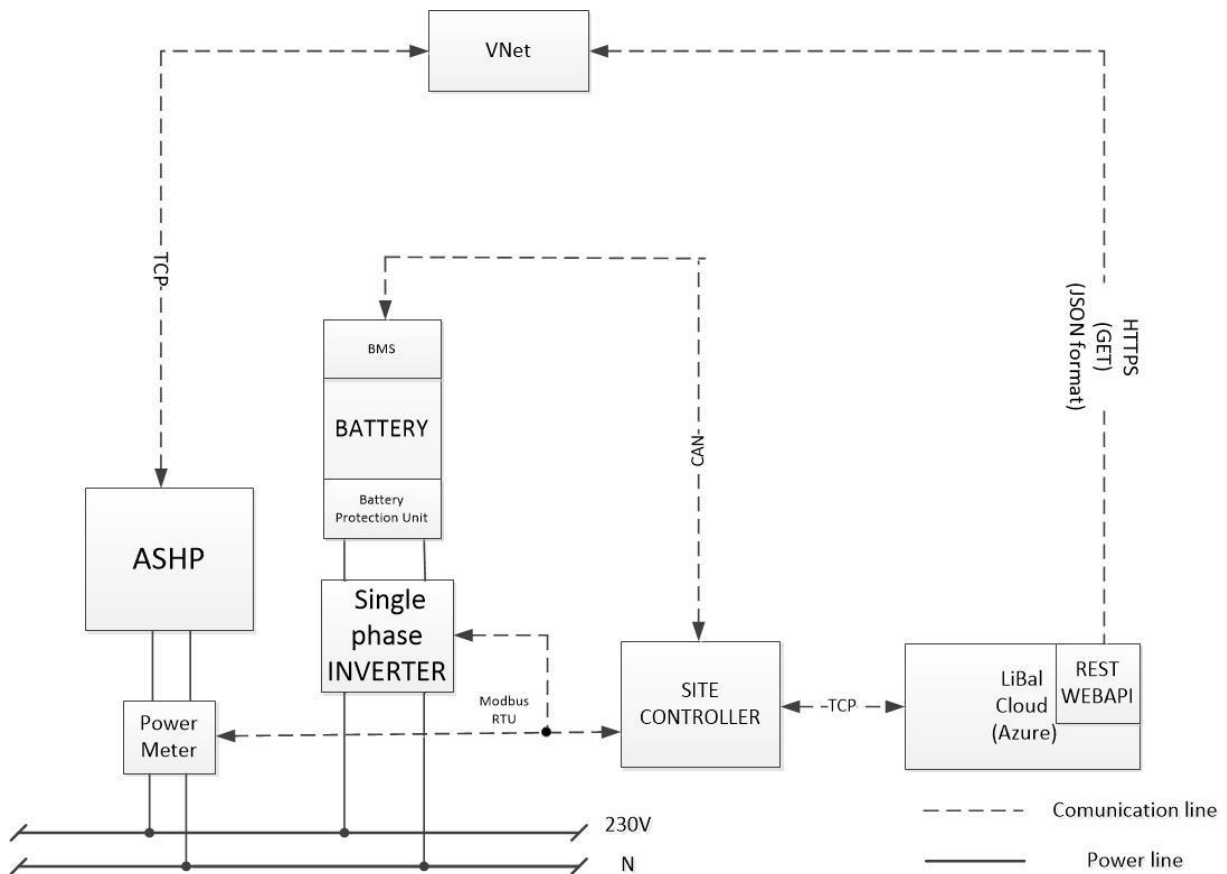 VNet
TCP
HTTPS
(GET)
(JSON format)
BMS
BATTERY
Battery
Protection Unit
CAN
ASHP
Single
phase
INVERTER
Modbus
RTU
SITE
CONTROLLER
TCP
LiBal
Cloud
(Azure)
REST
WEBAPI
Power
Meter
230V
N
Comunication line
Power line